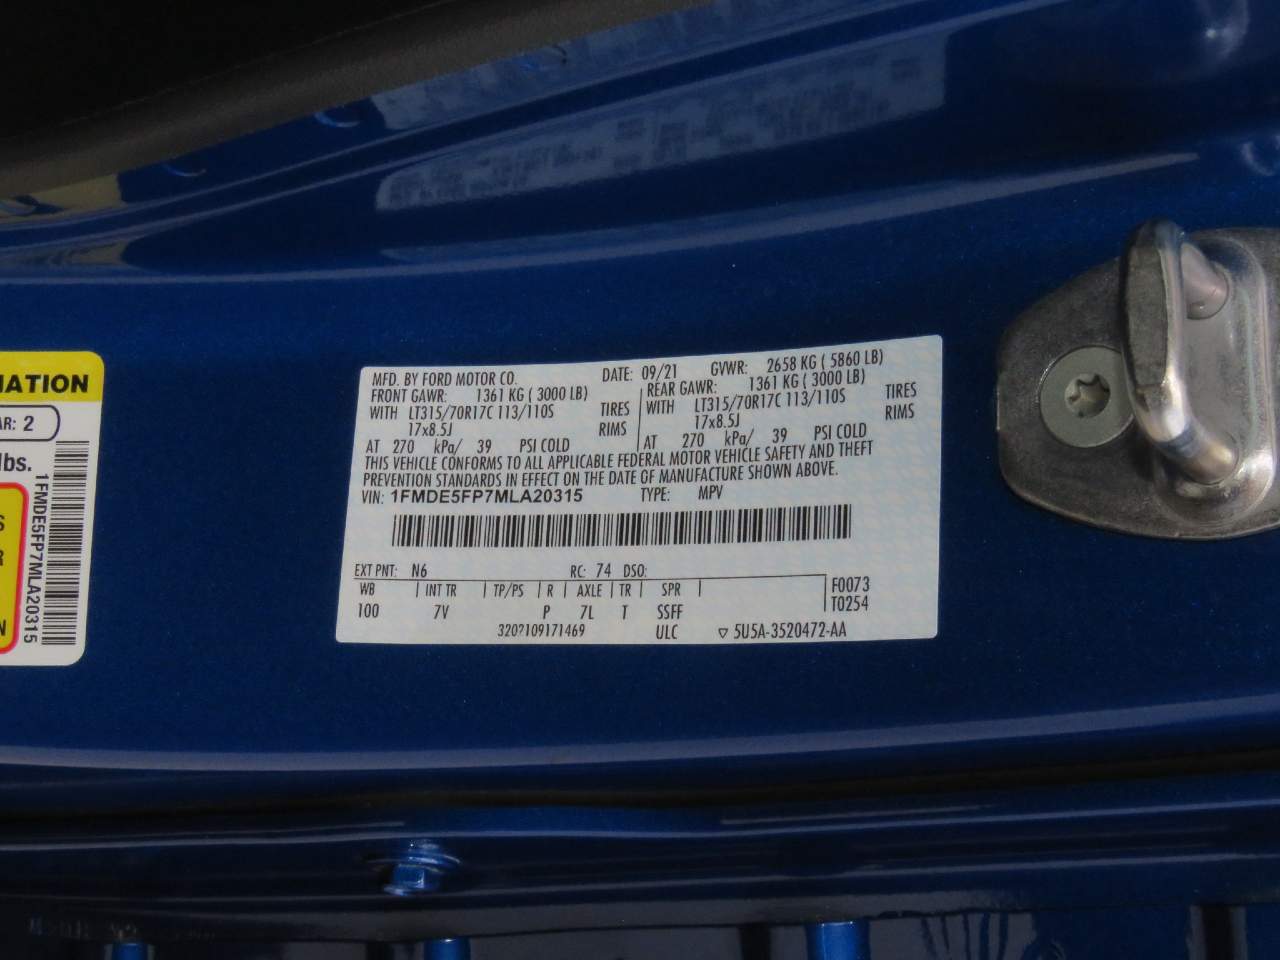 MATION
AR: 2
lbs.
1FMDE5FP7MLA20315
MFD. BY FORD MOTOR CO. DATE: 09/21 GVWR: 2658 KG ( 5860 LB)
FRONT GAWR: 1361 KG ( 3000 LB) REAR GAWR: 1361 KG ( 3000 LB)
WITH LT315/70R17C 113/110S TIRES WITH LT315/70R17C 113/110S TIRES
17x8.5J RIMS 17x8.5J RIMS
AT 270 kPa/ 39 PSI COLD AT 270 kPa/ 39 PSI COLD
THIS VEHICLE CONFORMS TO ALL APPLICABLE FEDERAL MOTOR VEHICLE SAFETY AND THEFT
PREVENTION STANDARDS IN EFFECT ON THE DATE OF MANUFACTURE SHOWN ABOVE.
VIN: 1FMDE5FP7MLA20315 TYPE: MPV
EXT PNT: N6 RC: 74 DSO:
WB INT TR TP/PS R AXLE TR SPR F0073
100 7V P 7L T SSFF T0254
320?109171469 ULC ▽ 5U5A-3520472-AA